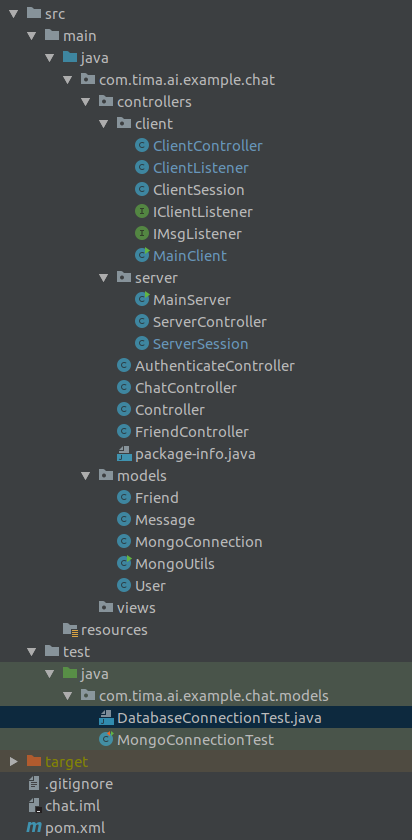 src
main
java
com.tima.ai.example.chat
controllers
client
ClientController
ClientListener
ClientSession
IClientListener
IMsgListener
MainClient
server
MainServer
ServerController
ServerSession
AuthenticateController
ChatController
Controller
FriendController
package-info.java
models
Friend
Message
MongoConnection
MongoUtils
User
views
resources
test
java
com.tima.ai.example.chat.models
DatabaseConnectionTest.java
MongoConnectionTest
target
.gitignore
chat.iml
pom.xml